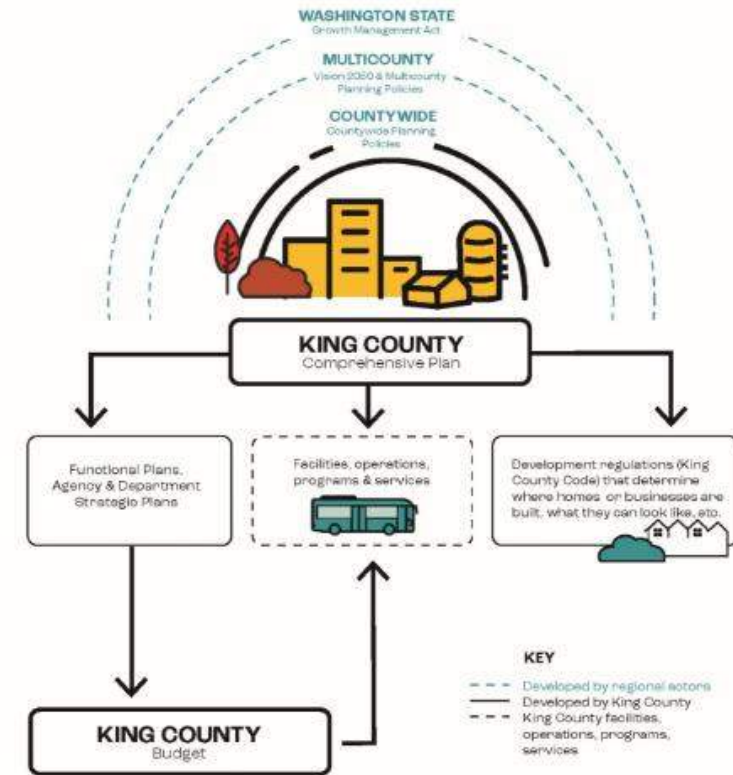 WASHINGTON STATE
Growth Management Act
MULTICOUNTY
Vision 2050 & Multicounty
Planning Policies
COUNTYWIDE
Countywide Planning
Policies
KING COUNTY
Comprehensive Plan
Functional Plans,
Agency & Department
Strategic Plans
Facilities, operations,
programs & services
Development regulations (King
County Code) that determine
where homes or businesses are
built, what they can look like, etc.
KING COUNTY
Budget
KEY
Developed by regional actors
Developed by King County
King County facilities,
operations, programs,
services